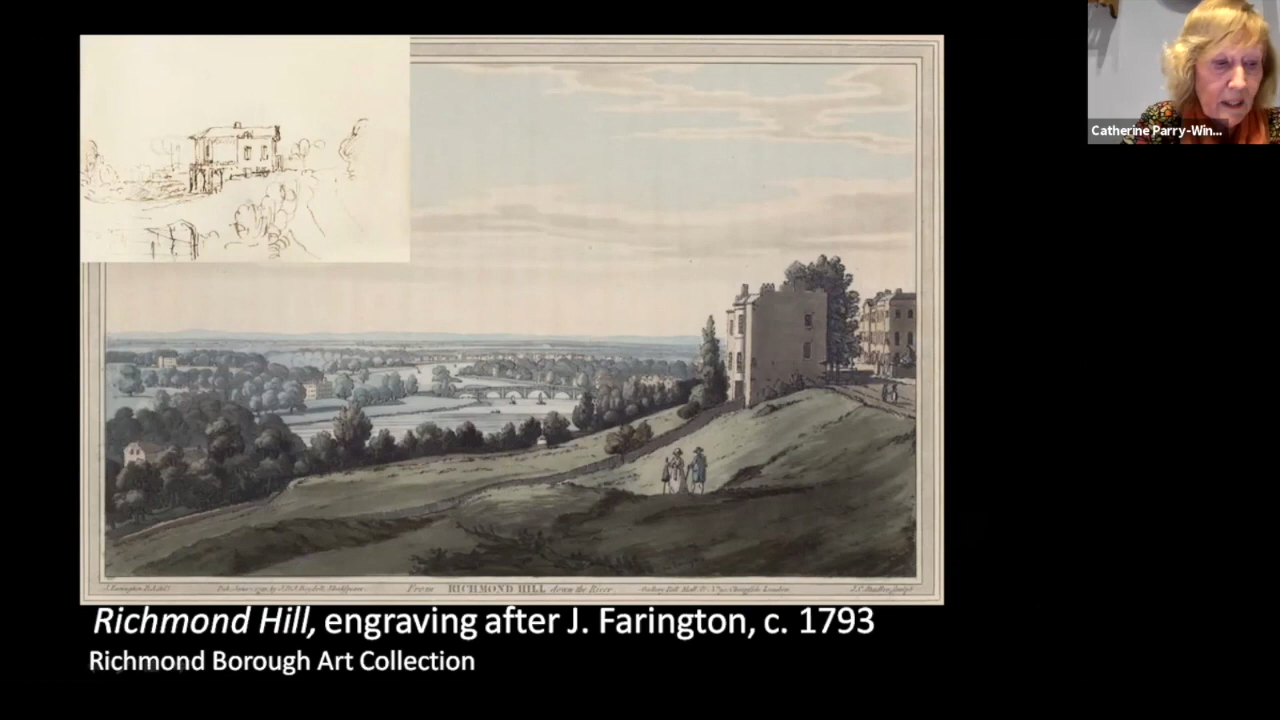 Catherine Parry-Win...
From RICHMOND HILL down the River
Richmond Hill, engraving after J. Farington, c. 1793
Richmond Borough Art Collection